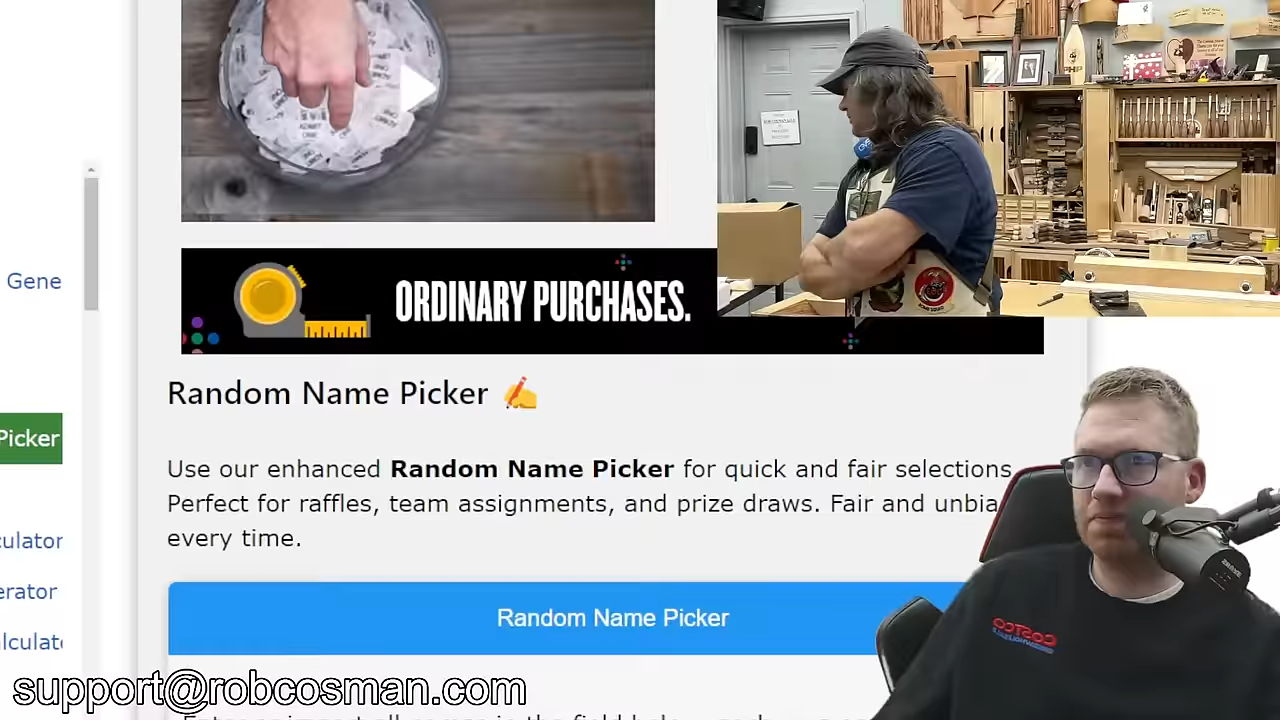 Gene
ORDINARY PURCHASES.
Random Name Picker
Picker
Use our enhanced Random Name Picker for quick and fair selections
Perfect for raffles, team assignments, and prize draws. Fair and unbia
every time.
culator
erator
Random Name Picker
COSTCO
support@robcosman.com